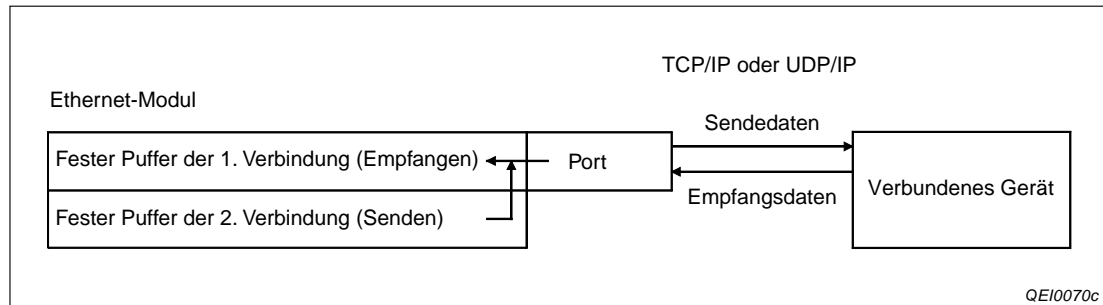 TCP/IP oder UDP/IP
Ethernet-Modul
Sendedaten
Fester Puffer der 1. Verbindung (Empfangen)
Port
Verbundenes Gerät
Empfangsdaten
Fester Puffer der 2. Verbindung (Senden)
QEI0070c